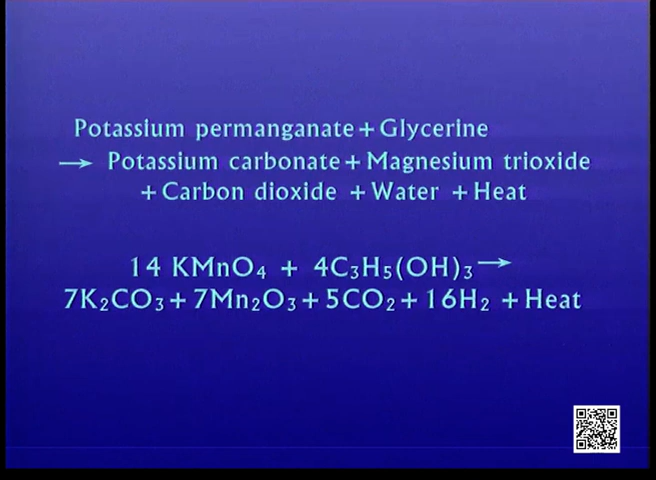 Potassium permanganate + Glycerine
→ Potassium carbonate + Magnesium trioxide
+ Carbon dioxide + Water + Heat
14 KMnO₄ + 4C₃H₅(OH)₃ →
7K₂CO₃ + 7Mn₂O₃ + 5CO₂ + 16H₂ + Heat